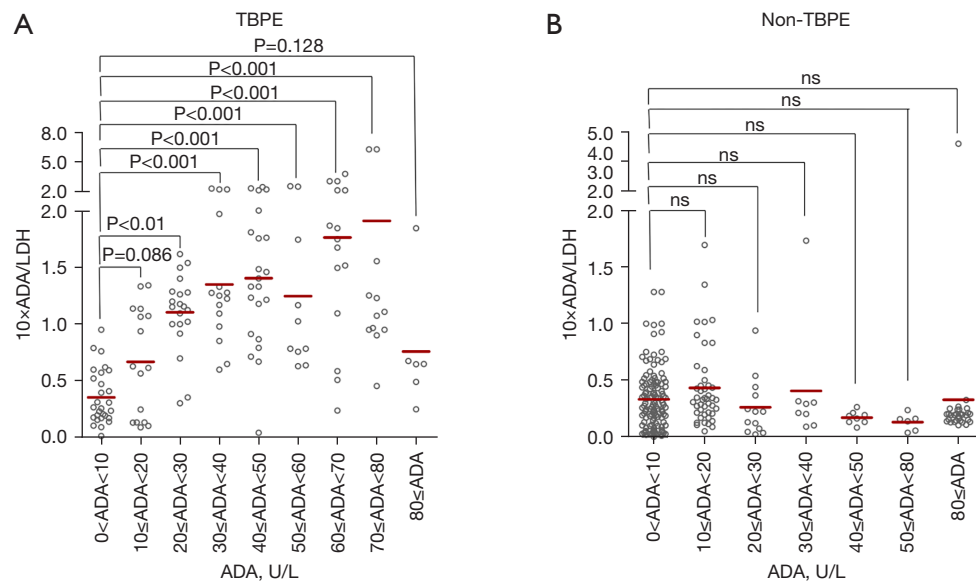 A
TBPE
P=0.128
P<0.001
P<0.001
P<0.001
P<0.001
P<0.001
P<0.01
P=0.086
8.0
5.0
2.0
2.0
1.5
1.0
0.5
0.0
10×ADA/LDH
0<ADA<10
10≤ADA<20
20≤ADA<30
30≤ADA<40
40≤ADA<50
50≤ADA<60
60≤ADA<70
70≤ADA<80
80≤ADA
ADA, U/L
B
Non-TBPE
ns
ns
ns
ns
ns
ns
5.0
4.0
3.0
2.0
2.0
1.5
1.0
0.5
0.0
10×ADA/LDH
0<ADA<10
10≤ADA<20
20≤ADA<30
30≤ADA<40
40≤ADA<50
50≤ADA<80
80≤ADA
ADA, U/L